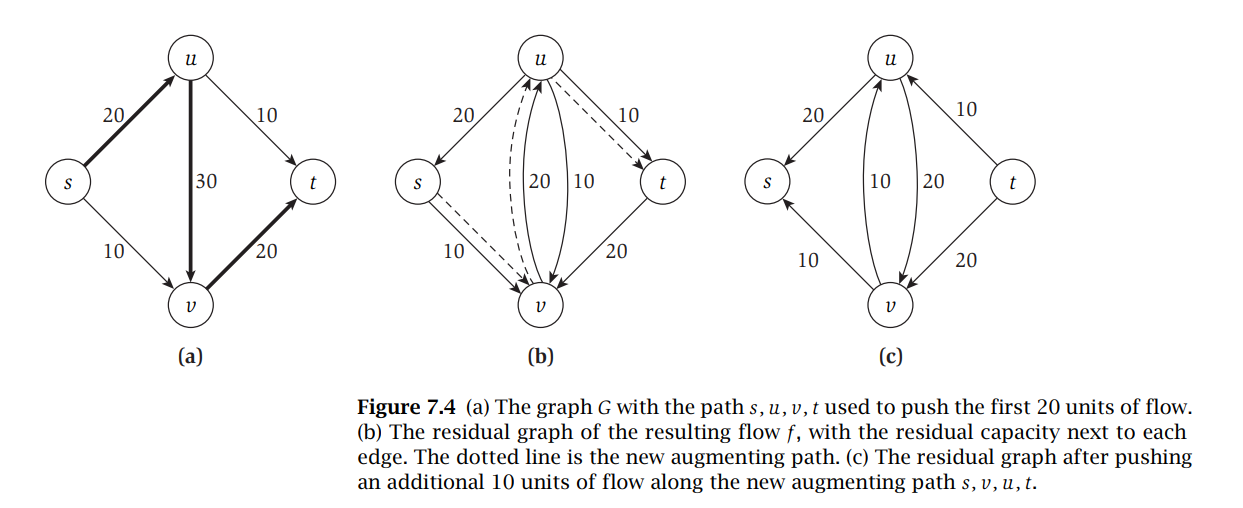 u u u
20 10 20 10 20 10
s 30 t s 20 10 t s 10 20 t
10 20 10 20 10 20
v v v
(a) (b) (c)
Figure 7.4 (a) The graph G with the path s, u, v, t used to push the first 20 units of flow.
(b) The residual graph of the resulting flow f, with the residual capacity next to each
edge. The dotted line is the new augmenting path. (c) The residual graph after pushing
an additional 10 units of flow along the new augmenting path s, v, u, t.